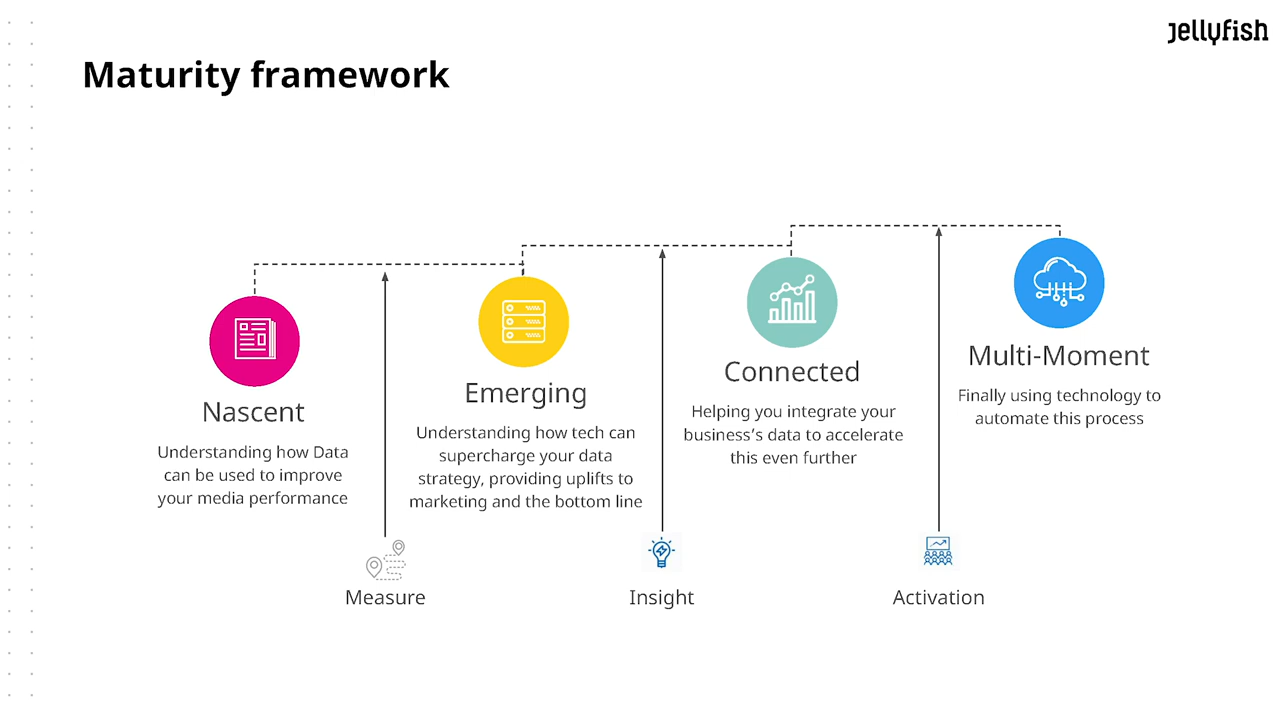 jellyfish
Maturity framework
Nascent
Understanding how Data
can be used to improve
your media performance
Emerging
Understanding how tech can
supercharge your data
strategy, providing uplifts to
marketing and the bottom line
Connected
Helping you integrate your
business's data to accelerate
this even further
Multi-Moment
Finally using technology to
automate this process
Measure
Insight
Activation